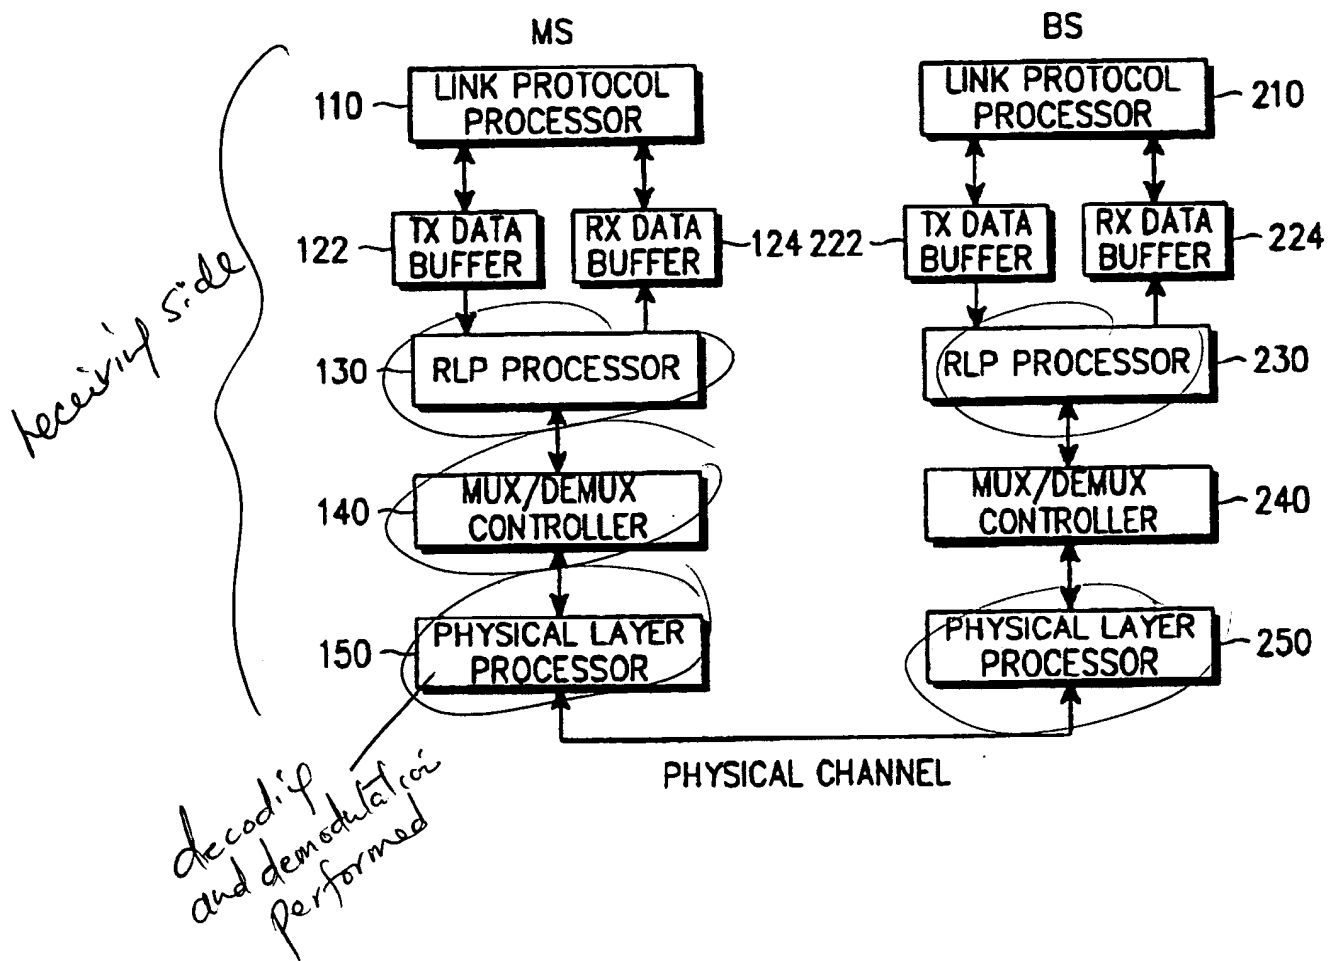 MS
BS
110
LINK PROTOCOL
PROCESSOR
LINK PROTOCOL
PROCESSOR
210
122
TX DATA
BUFFER
RX DATA
BUFFER
124
222
TX DATA
BUFFER
RX DATA
BUFFER
224
receiving side
130
RLP PROCESSOR
RLP PROCESSOR
230
140
MUX/DEMUX
CONTROLLER
MUX/DEMUX
CONTROLLER
240
150
PHYSICAL LAYER
PROCESSOR
PHYSICAL LAYER
PROCESSOR
250
PHYSICAL CHANNEL
and demodulation
performed